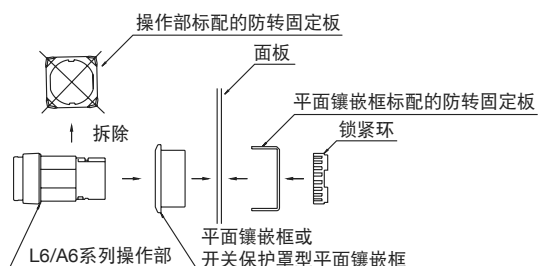 操作部标配的防转固定板
面板
平面镶嵌框标配的防转固定板
锁紧环
拆除
L6/A6系列操作部
平面镶嵌框或
开关保护罩型平面镶嵌框